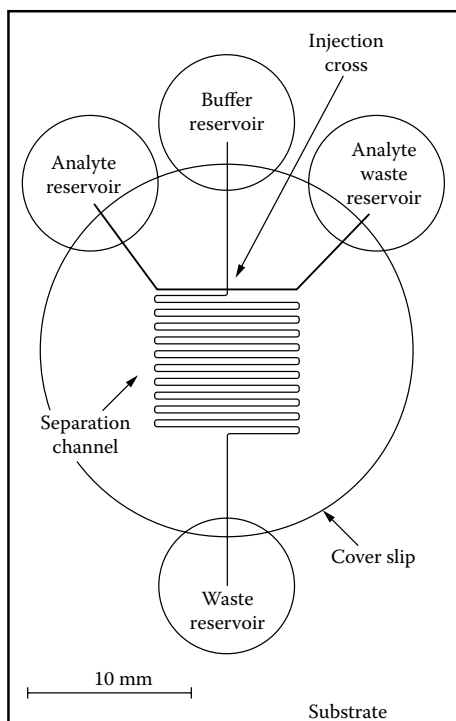 Injection
cross
Buffer
reservoir
Analyte
reservoir
Analyte
waste
reservoir
Separation
channel
Cover slip
Waste
reservoir
10 mm
Substrate